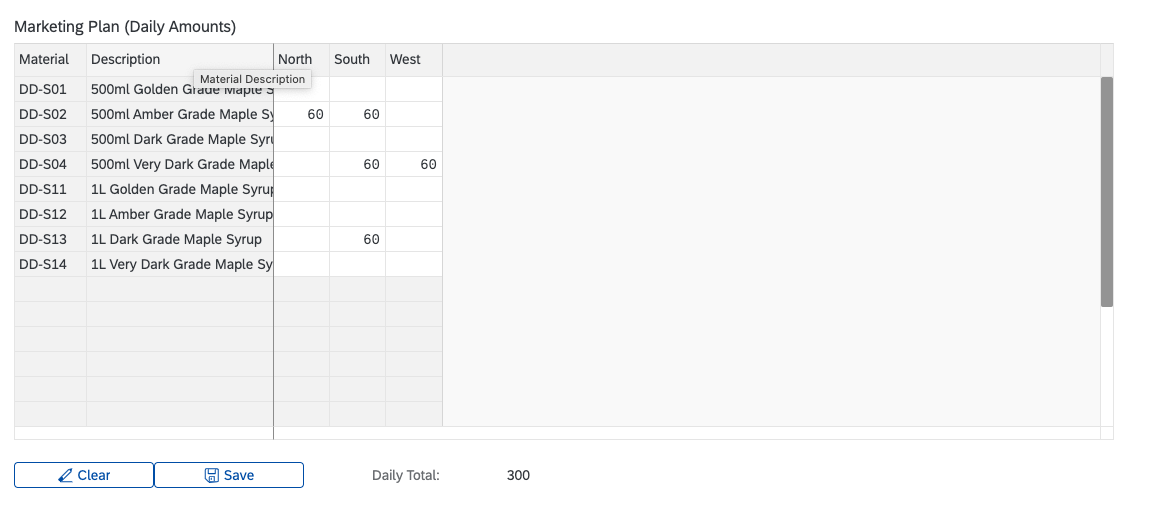 Marketing Plan (Daily Amounts)
Material Description North South West
Material Description
DD-S01 500ml Golden Grade Maple S
DD-S02 500ml Amber Grade Maple Sy 60 60
DD-S03 500ml Dark Grade Maple Syru
DD-S04 500ml Very Dark Grade Maple 60 60
DD-S11 1L Golden Grade Maple Syrup
DD-S12 1L Amber Grade Maple Syrup
DD-S13 1L Dark Grade Maple Syrup 60
DD-S14 1L Very Dark Grade Maple Sy
Clear Save Daily Total: 300